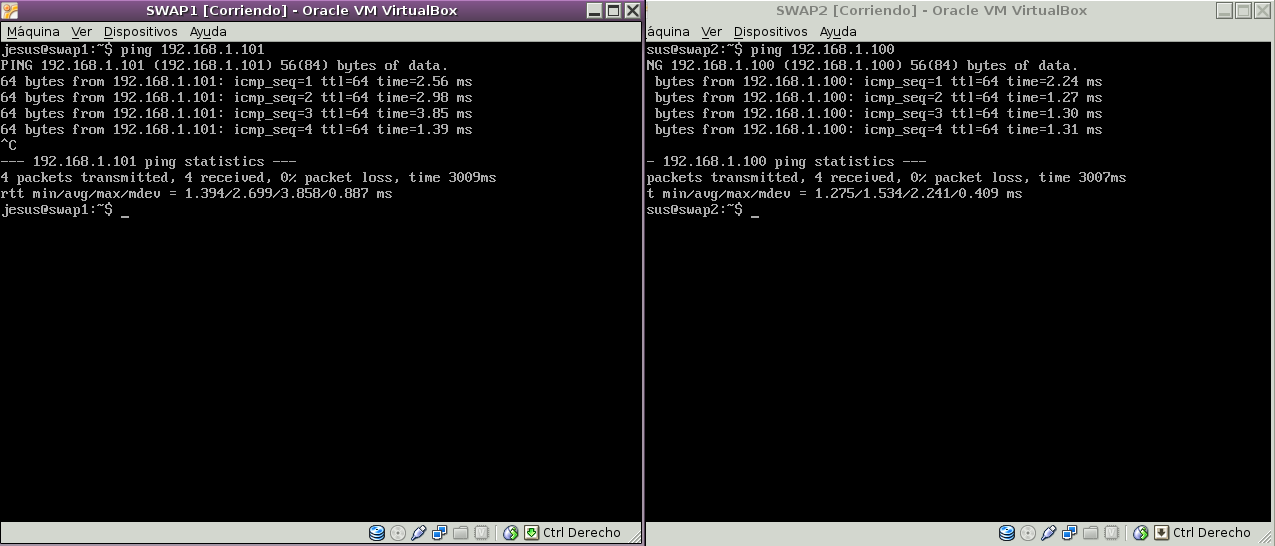 SWAP1 [Corriendo] - Oracle VM VirtualBox
Máquina Ver Dispositivos Ayuda
jesus@swap1:~$ ping 192.168.1.101
PING 192.168.1.101 (192.168.1.101) 56(84) bytes of data.
64 bytes from 192.168.1.101: icmp_seq=1 ttl=64 time=2.56 ms
64 bytes from 192.168.1.101: icmp_seq=2 ttl=64 time=2.98 ms
64 bytes from 192.168.1.101: icmp_seq=3 ttl=64 time=3.85 ms
64 bytes from 192.168.1.101: icmp_seq=4 ttl=64 time=1.39 ms
^C
--- 192.168.1.101 ping statistics ---
4 packets transmitted, 4 received, 0% packet loss, time 3009ms
rtt min/avg/max/mdev = 1.394/2.699/3.858/0.887 ms
jesus@swap1:~$ _
Ctrl Derecho
SWAP2 [Corriendo] - Oracle VM VirtualBox
áquina Ver Dispositivos Ayuda
sus@swap2:~$ ping 192.168.1.100
NG 192.168.1.100 (192.168.1.100) 56(84) bytes of data.
bytes from 192.168.1.100: icmp_seq=1 ttl=64 time=2.24 ms
bytes from 192.168.1.100: icmp_seq=2 ttl=64 time=1.27 ms
bytes from 192.168.1.100: icmp_seq=3 ttl=64 time=1.30 ms
bytes from 192.168.1.100: icmp_seq=4 ttl=64 time=1.31 ms
- 192.168.1.100 ping statistics ---
packets transmitted, 4 received, 0% packet loss, time 3007ms
t min/avg/max/mdev = 1.275/1.534/2.241/0.409 ms
sus@swap2:~$ _
Ctrl Derecho